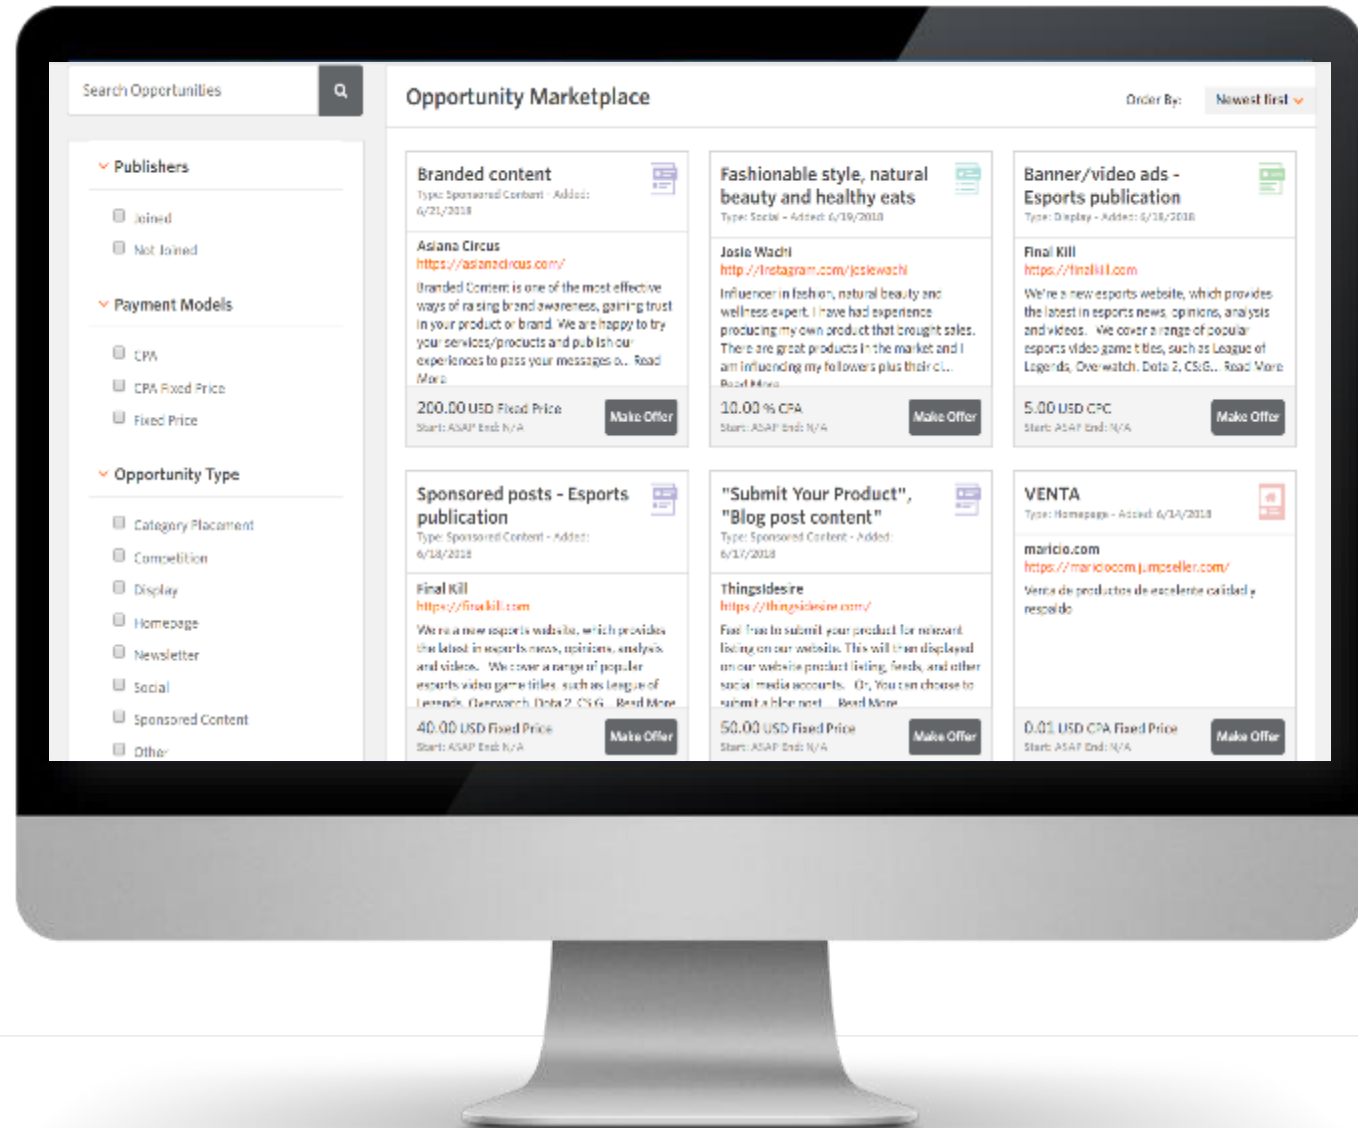 Search Opportunities
Publishers
Joined
Not Joined
Payment Models
CPA
CPA Fixed Price
Fixed Price
Opportunity Type
Category Placement
Competition
Display
Homepage
Newsletter
Social
Sponsored Content
Other
Opportunity Marketplace
Order By:
Newest first
Branded content
Type: Sponsored Content - Added:
6/21/2018
Asiana Circus
https://asianacircus.com/
Branded Content is one of the most effective
ways of raising brand awareness, gaining trust
in your product or brand. We are happy to try
your services/products and publish our
experiences to pass your messages o... Read
More
200.00 USD Fixed Price
Start: ASAP End: N/A
Make Offer
Fashionable style, natural
beauty and healthy eats
Type: Social - Added: 6/19/2018
Josie Wachi
http://instagram.com/josiewachi
Influencer in fashion, natural beauty and
wellness expert. I have had experience
producing my own product that brought sales.
There are great products in the market and I
am influencing my followers plus their cl...
Read More
10.00 % CPA
Start: ASAP End: N/A
Make Offer
Banner/video ads -
Esports publication
Type: Display - Added: 6/18/2018
Final Kill
https://finalkill.com
We're a new esports website, which provides
the latest in esports news, opinions, analysis
and videos. We cover a range of popular
esports video game titles, such as League of
Legends, Overwatch, Dota 2, CS:G... Read More
5.00 USD CPC
Start: ASAP End: N/A
Make Offer
Sponsored posts - Esports
publication
Type: Sponsored Content - Added:
6/18/2018
Final Kill
https://finalkill.com
We're a new esports website, which provides
the latest in esports news, opinions, analysis
and videos. We cover a range of popular
esports video game titles, such as League of
Legends, Overwatch, Dota 2, CS:G... Read More
40.00 USD Fixed Price
Start: ASAP End: N/A
Make Offer
"Submit Your Product",
"Blog post content"
Type: Sponsored Content - Added:
6/17/2018
ThingsIdesire
https://thingsidesire.com/
Feel free to submit your product for relevant
listing on our website. This will then displayed
on our website product listing, feeds, and other
social media accounts. Or, You can choose to
submit a blog post ... Read More
50.00 USD Fixed Price
Start: ASAP End: N/A
Make Offer
VENTA
Type: Homepage - Added: 6/14/2018
maricio.com
https://mariciocom.jumpseller.com/
Venta de productos de excelente calidad y
respaldo
0.01 USD CPA Fixed Price
Start: ASAP End: N/A
Make Offer